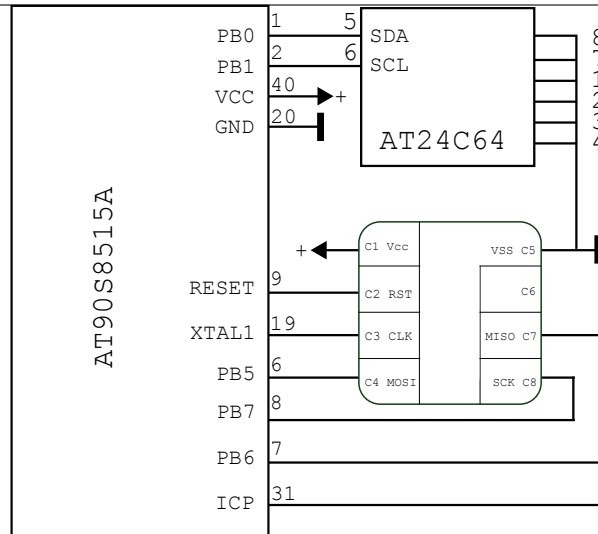 AT90S8515A
PB0 1 5 SDA
PB1 2 6 SCL
VCC 40 +
GND 20
AT24C64
+ C1 Vcc VSS C5
RESET 9 C2 RST C6
XTAL1 19 C3 CLK MISO C7
PB5 6 C4 MOSI SCK C8
PB7 8
PB6 7
ICP 31